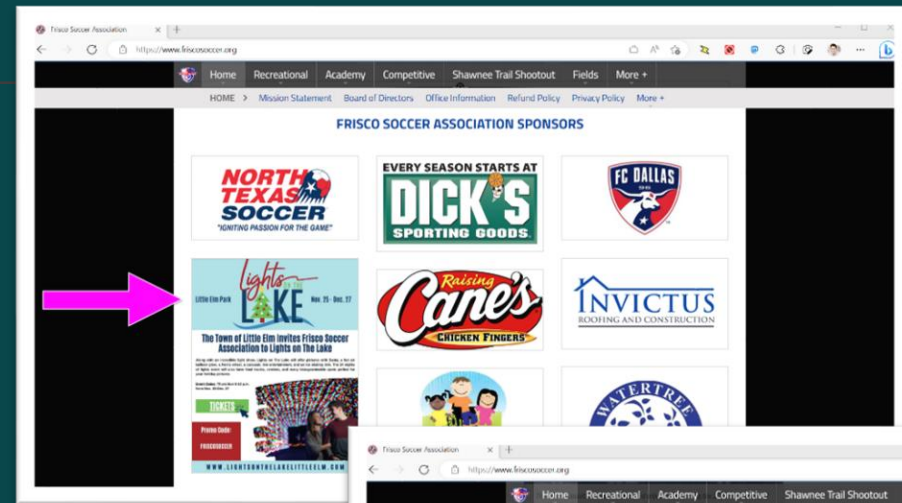 Frisco Soccer Association
https://www.friscosoccer.org
Home Recreational Academy Competitive Shawnee Trail Shootout Fields More +
HOME > Mission Statement Board of Directors Office Information Refund Policy Privacy Policy More +
FRISCO SOCCER ASSOCIATION SPONSORS
NORTH
TEXAS
SOCCER
"IGNITING PASSION FOR THE GAME"
EVERY SEASON STARTS AT
DICK'S
SPORTING GOODS
FC DALLAS
Lights
ON THE
LAKE
Little Elm Park
Nov. 25 - Dec. 27
The Town of Little Elm Invites Frisco Soccer
Association to Lights on The Lake
TICKETS
Promo Code:
FRISCOSOCCER
WWW.LIGHTSONTHELAKELITTLEELM.COM
Raising
Cane's
CHICKEN FINGERS
INVICTUS
ROOFING AND CONSTRUCTION
WATERTREE
Frisco Soccer Association
https://www.friscosoccer.org
Home Recreational Academy Competitive Shawnee Trail Shootout